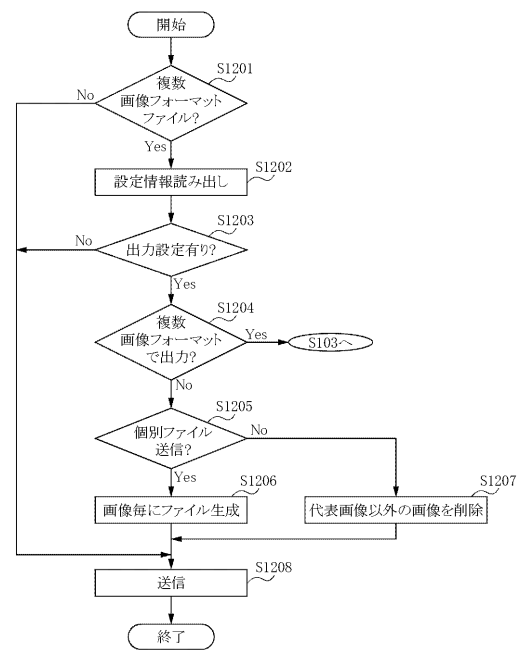 開始
S1201
複数
画像フォーマット
ファイル?
No
Yes
S1202
設定情報読み出し
S1203
出力設定有り?
No
Yes
S1204
複数
画像フォーマット
で出力?
Yes
S103へ
No
S1205
個別ファイル
送信?
No
Yes
S1206
画像毎にファイル生成
S1207
代表画像以外の画像を削除
S1208
送信
終了